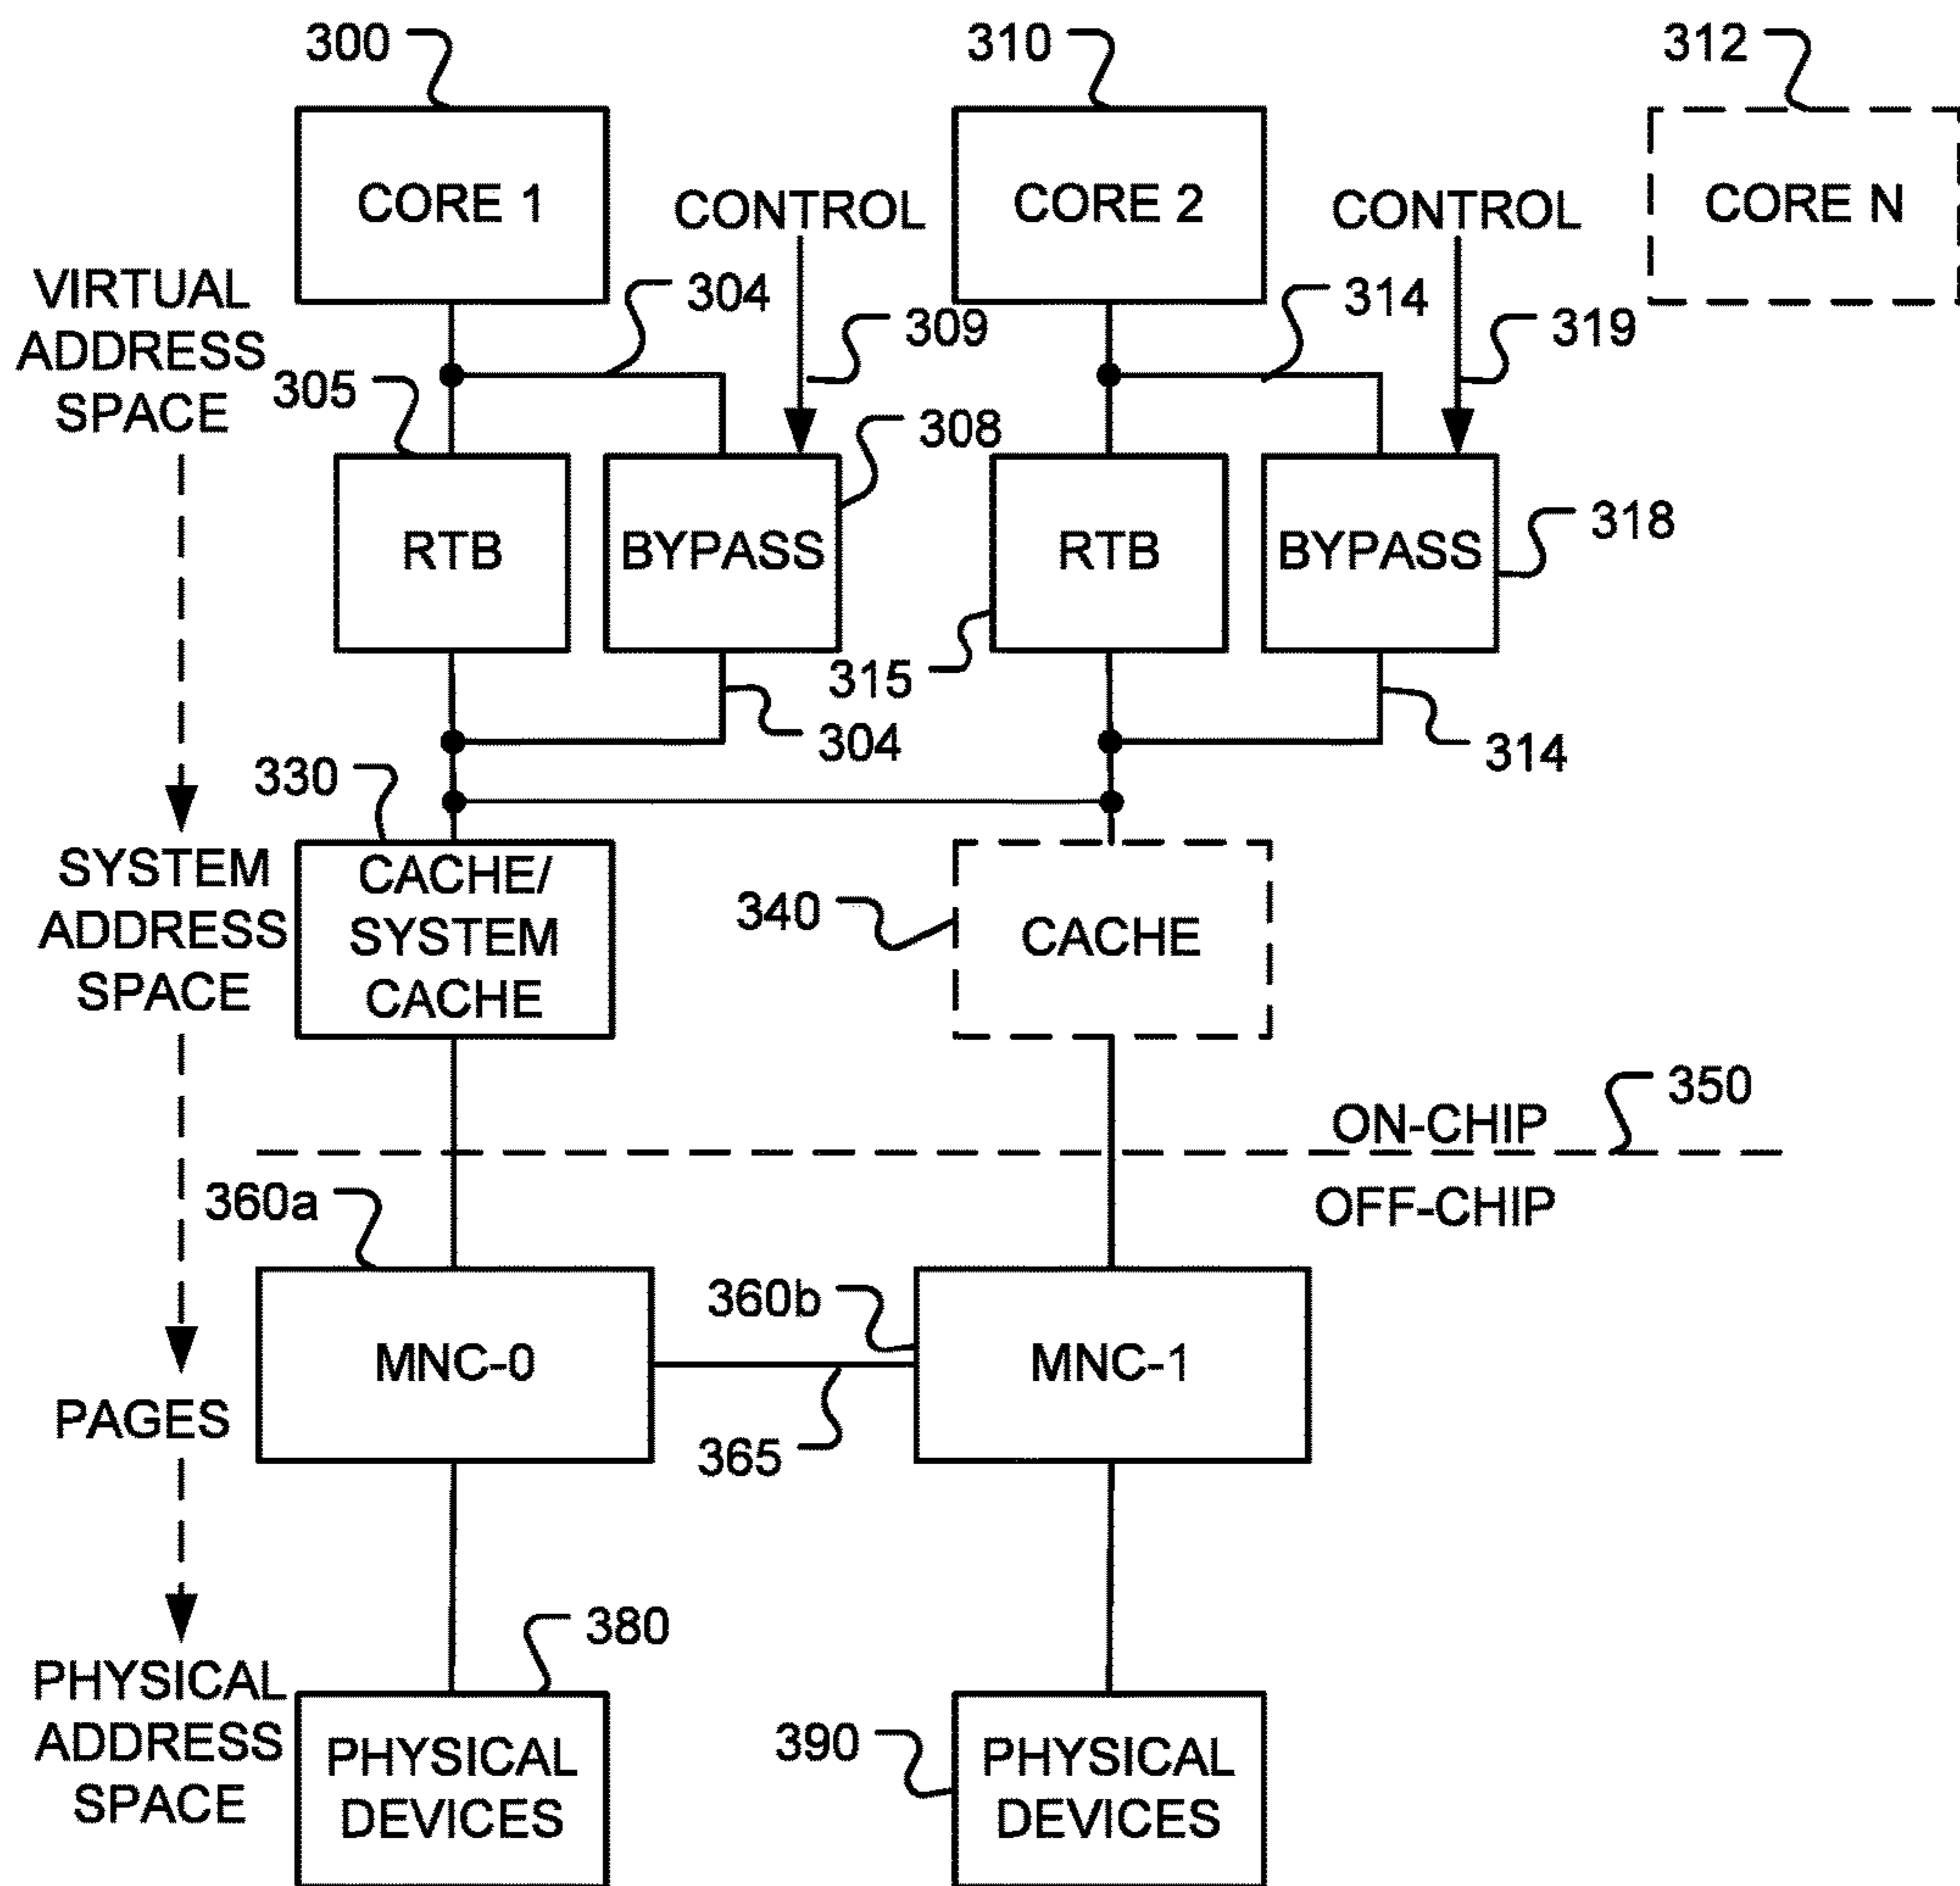 300
310
312
CORE 1
CONTROL
CORE 2
CONTROL
CORE N
VIRTUAL
ADDRESS
SPACE
304
309
314
319
305
308
RTB
BYPASS
RTB
BYPASS
318
315
304
314
330
SYSTEM
ADDRESS
SPACE
CACHE/
SYSTEM
CACHE
340
CACHE
350
ON-CHIP
OFF-CHIP
360a
360b
MNC-0
MNC-1
PAGES
365
380
PHYSICAL
ADDRESS
SPACE
PHYSICAL
DEVICES
390
PHYSICAL
DEVICES